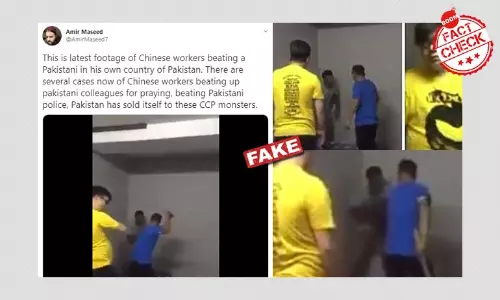 Amir Maseed
@AmirMaseed7
This is latest footage of Chinese workers beating a
Pakistani in his own country of Pakistan. There are
several cases now of Chinese workers beating up
pakistani colleagues for praying, beating Pakistani
police, Pakistan has sold itself to these CCP monsters.
FAKE
FACT
CHECK